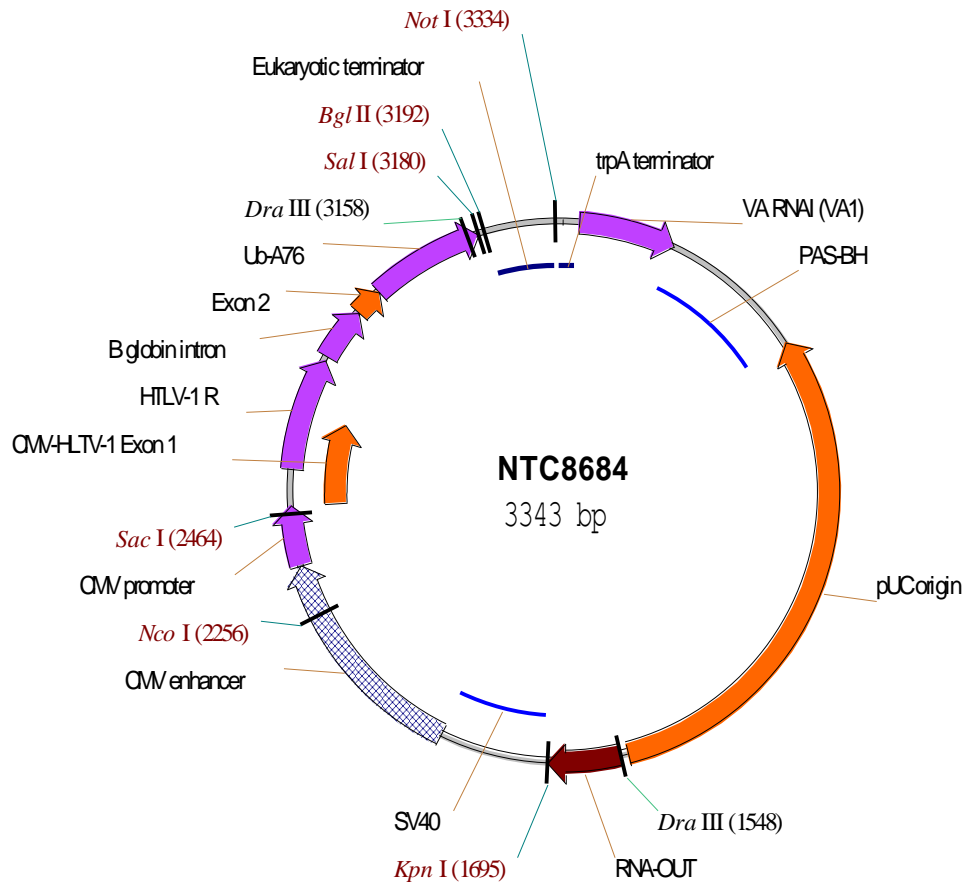 Not I (3334)
Eukaryotic terminator
Bgl II (3192)
trpA terminator
Sal I (3180)
Dra III (3158)
VA RNAI (VA1)
Ub-A76
PAS-BH
Exon 2
B globin intron
HTLV-1 R
CMV-HLTV-1 Exon 1
NTC8684
3343 bp
Sac I (2464)
CMV promoter
pUC origin
Nco I (2256)
CMV enhancer
SV40
Dra III (1548)
Kpn I (1695)
RNA-OUT